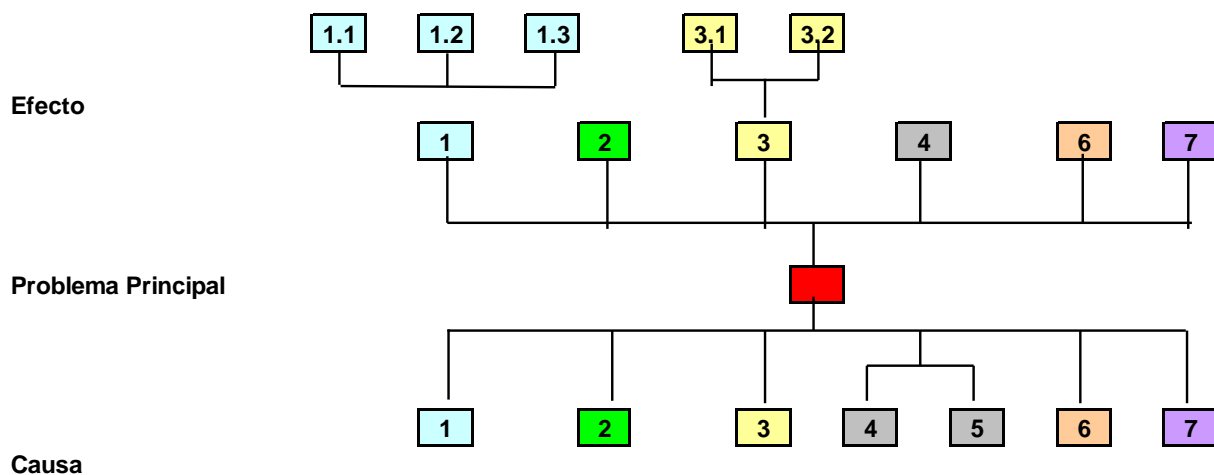 1.1 1.2 1.3 3.1 3.2
Efecto
1 2 3 4 6 7
Problema Principal
1 2 3 4 5 6 7
Causa